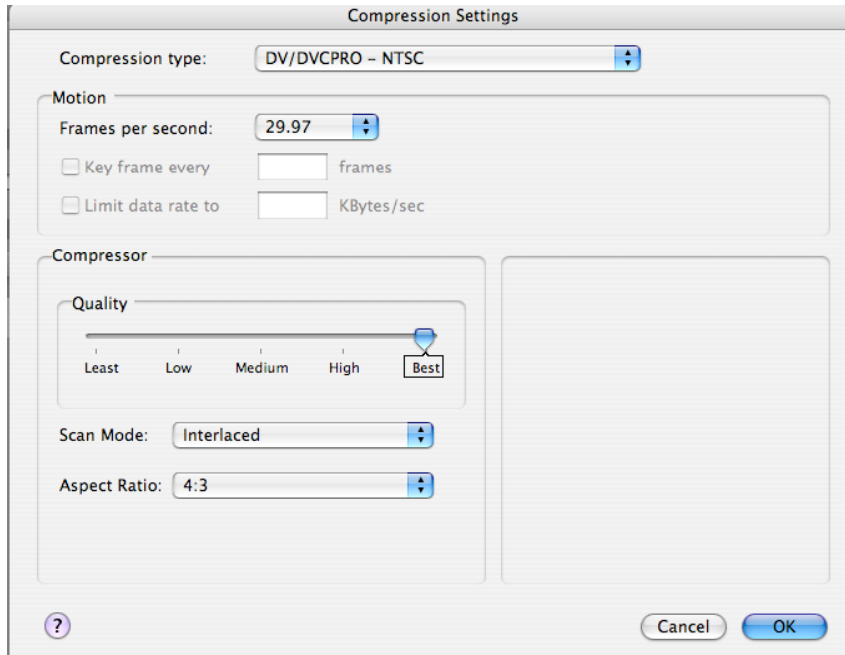 Compression Settings
Compression type: DV/DVCPRO – NTSC
Motion
Frames per second: 29.97
Key frame every frames
Limit data rate to KBytes/sec
Compressor
Quality
Least Low Medium High Best
Scan Mode: Interlaced
Aspect Ratio: 4:3
? Cancel OK